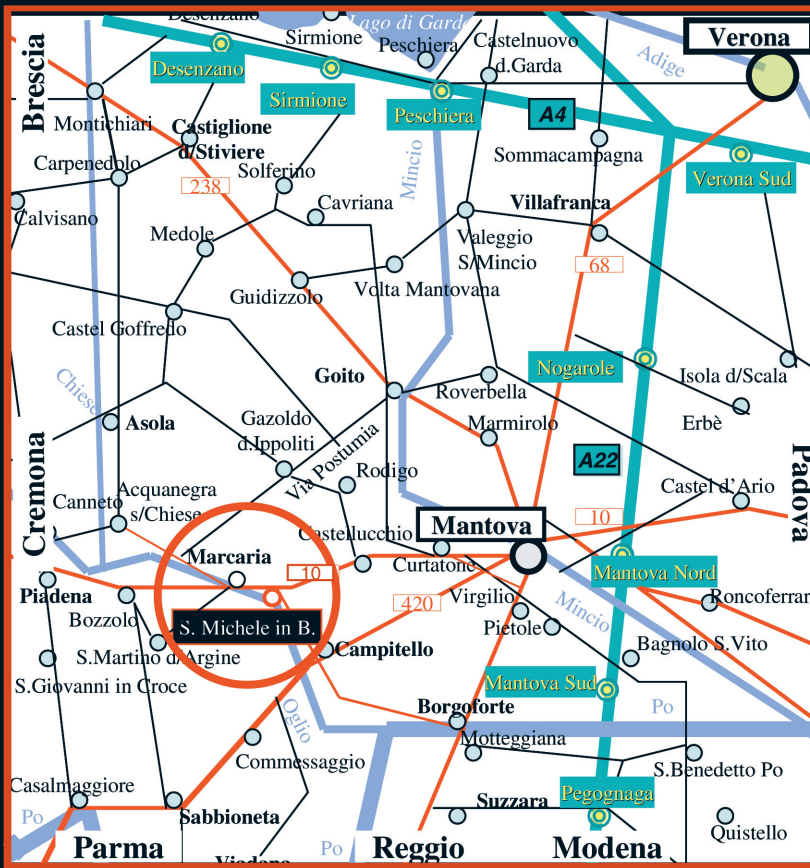 Desenzano
Lago di Garda
Sirmione
Peschiera
Castelnuovo
d.Garda
Verona
Adige
Brescia
Desenzano
Sirmione
Peschiera
A4
Montichiari
Castiglione
d/Stiviere
Mincio
Sommacampagna
Verona Sud
Carpenedolo
Solferino
238
Cavriana
Villafranca
Calvisano
Medole
Valeggio
S/Mincio
68
Guidizzolo
Volta Mantovana
Castel Goffredo
Nogarole
Isola d/Scala
Goito
Roverbella
Chiese
Erbè
Asola
Gazoldo
d.Ippoliti
Marmirolo
Via Postumia
A22
Padova
Cremona
Rodigo
Castel d’Ario
Canneto
Acquanegra
s/Chiese
10
Mantova
Castellucchio
Marcaria
10
Curtatone
Mantova Nord
Piadena
Bozzolo
420
Virgilio
Mincio
Roncoferrar
S. Michele in B.
Pietole
Bagnolo S.Vito
S.Martino d/Argine
Campitello
S.Giovanni in Croce
Mantova Sud
Oglio
Borgoforte
Po
Motteggiana
Commessaggio
S.Benedetto Po
Casalmaggiore
Suzzara
Pegognaga
Po
Sabbioneta
Quistello
Parma
Po
Reggio
Modena
Viadana